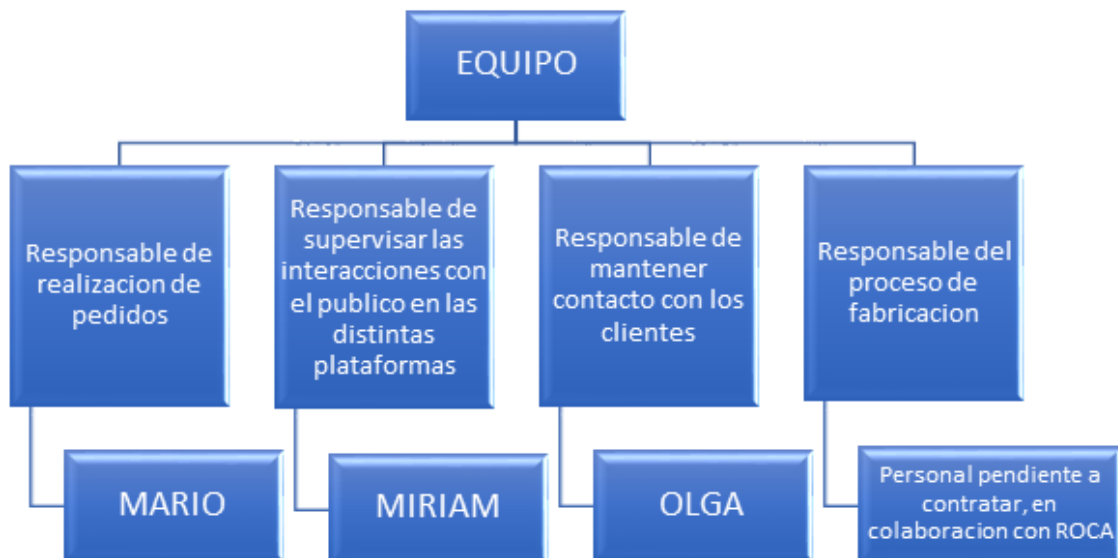 EQUIPO
Responsable de
realizacion de
pedidos
Responsable de
supervisar las
interacciones con
el publico en las
distintas
plataformas
Responsable de
mantener
contacto con los
clientes
Responsable del
proceso de
fabricacion
MARIO
MIRIAM
OLGA
Personal pendiente a
contratar, en
colaboracion con ROCA